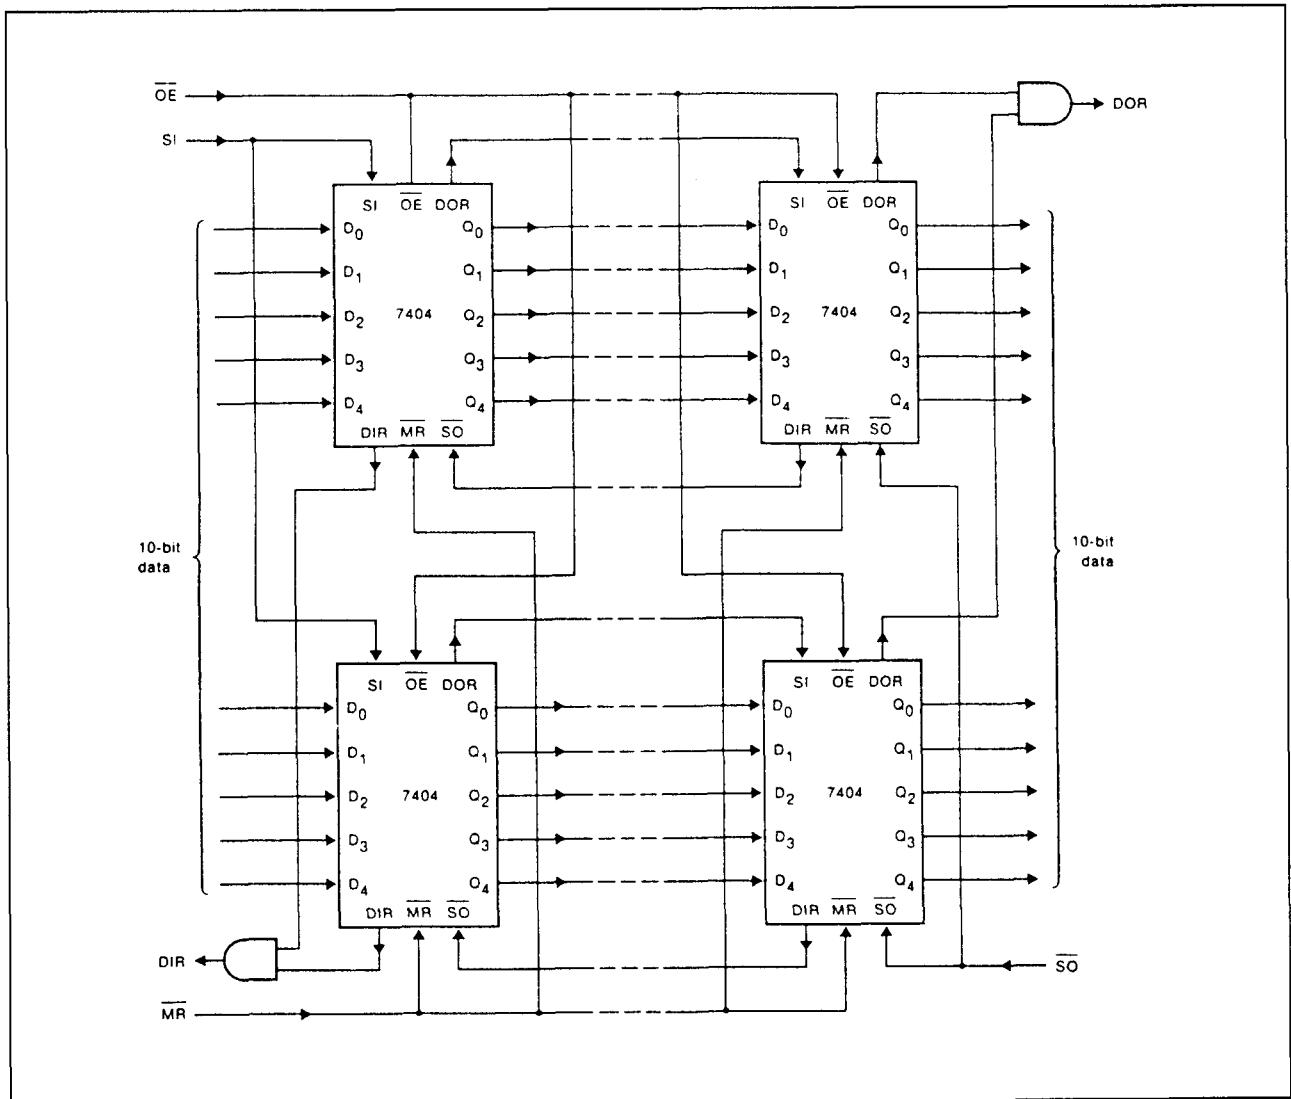 OE
SI
DOR
SI OE DOR
SI OE DOR
D0 Q0
D0 Q0
D1 Q1
D1 Q1
D2 7404 Q2
D2 7404 Q2
D3 Q3
D3 Q3
D4 Q4
D4 Q4
DIR MR SO
DIR MR SO
10-bit
data
10-bit
data
SI OE DOR
SI OE DOR
D0 Q0
D0 Q0
D1 Q1
D1 Q1
D2 7404 Q2
D2 7404 Q2
D3 Q3
D3 Q3
D4 Q4
D4 Q4
DIR MR SO
DIR MR SO
DIR
SO
MR